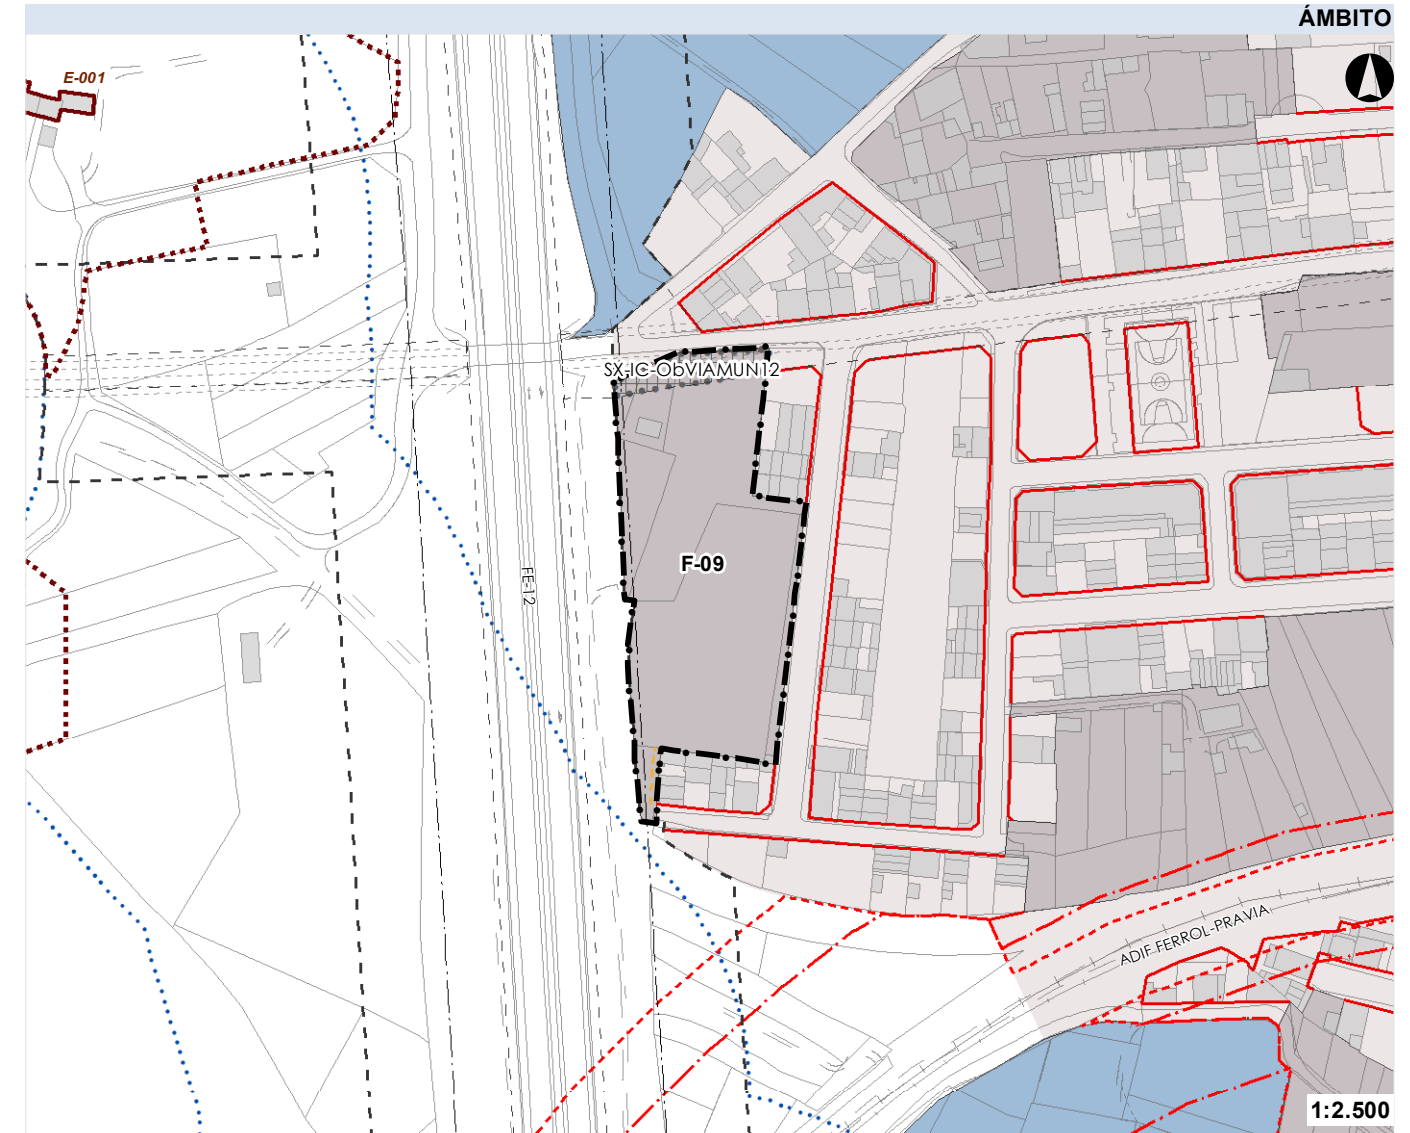 ÁMBITO
E-001
SX-IC-ObVIAMUN12
F-09
FE-12
ADIF FERROL-PRAVIA
1:2.500